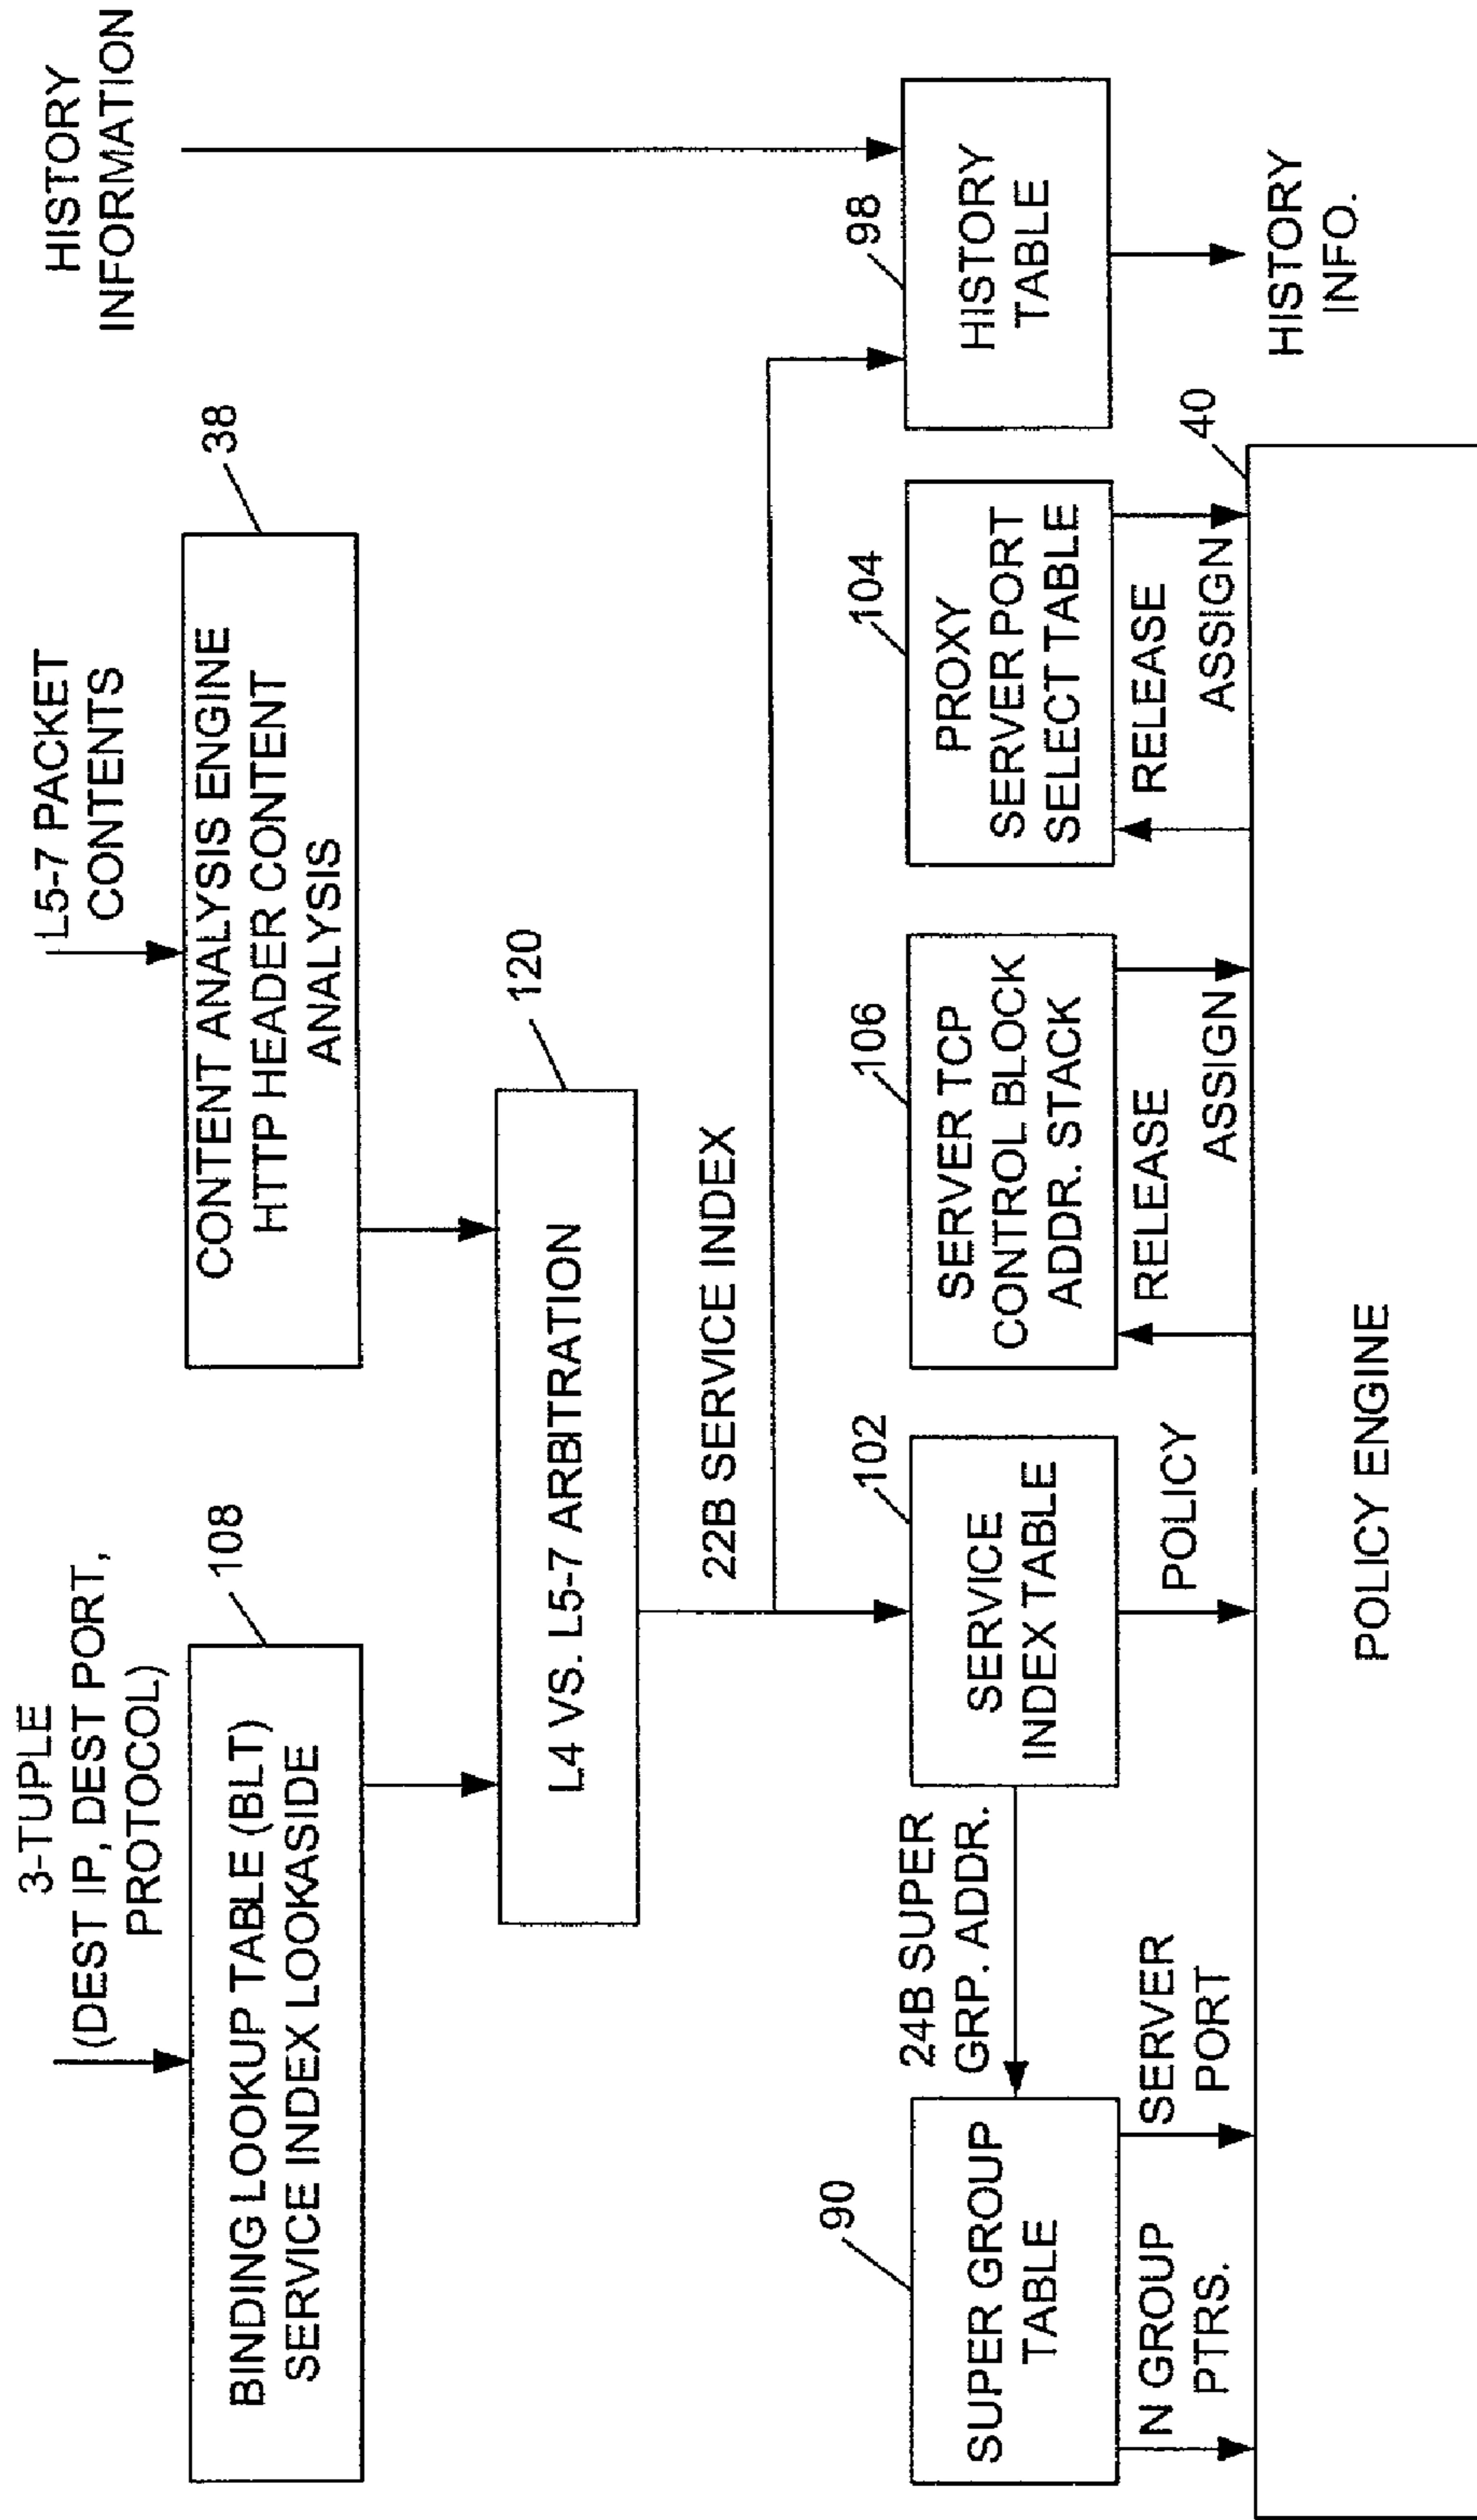 3-TUPLE
(DEST IP, DEST PORT,
PROTOCOL)
108
BINDING LOOKUP TABLE (BLT)
SERVICE INDEX LOOKASIDE
L5-7 PACKET
CONTENTS
38
CONTENT ANALYSIS ENGINE
HTTP HEADER CONTENT
ANALYSIS
HISTORY
INFORMATION
120
L4 VS. L5-7 ARBITRATION
22B SERVICE INDEX
24B SUPER
GRP. ADDR.
90
SUPER GROUP
TABLE
102
SERVICE
INDEX TABLE
106
SERVER TCP
CONTROL BLOCK
ADDR. STACK
104
PROXY
SERVER PORT
SELECT TABLE
98
HISTORY
TABLE
N GROUP
PTRS.
SERVER
PORT
POLICY
RELEASE
ASSIGN
RELEASE
ASSIGN
40
HISTORY
INFO.
POLICY ENGINE